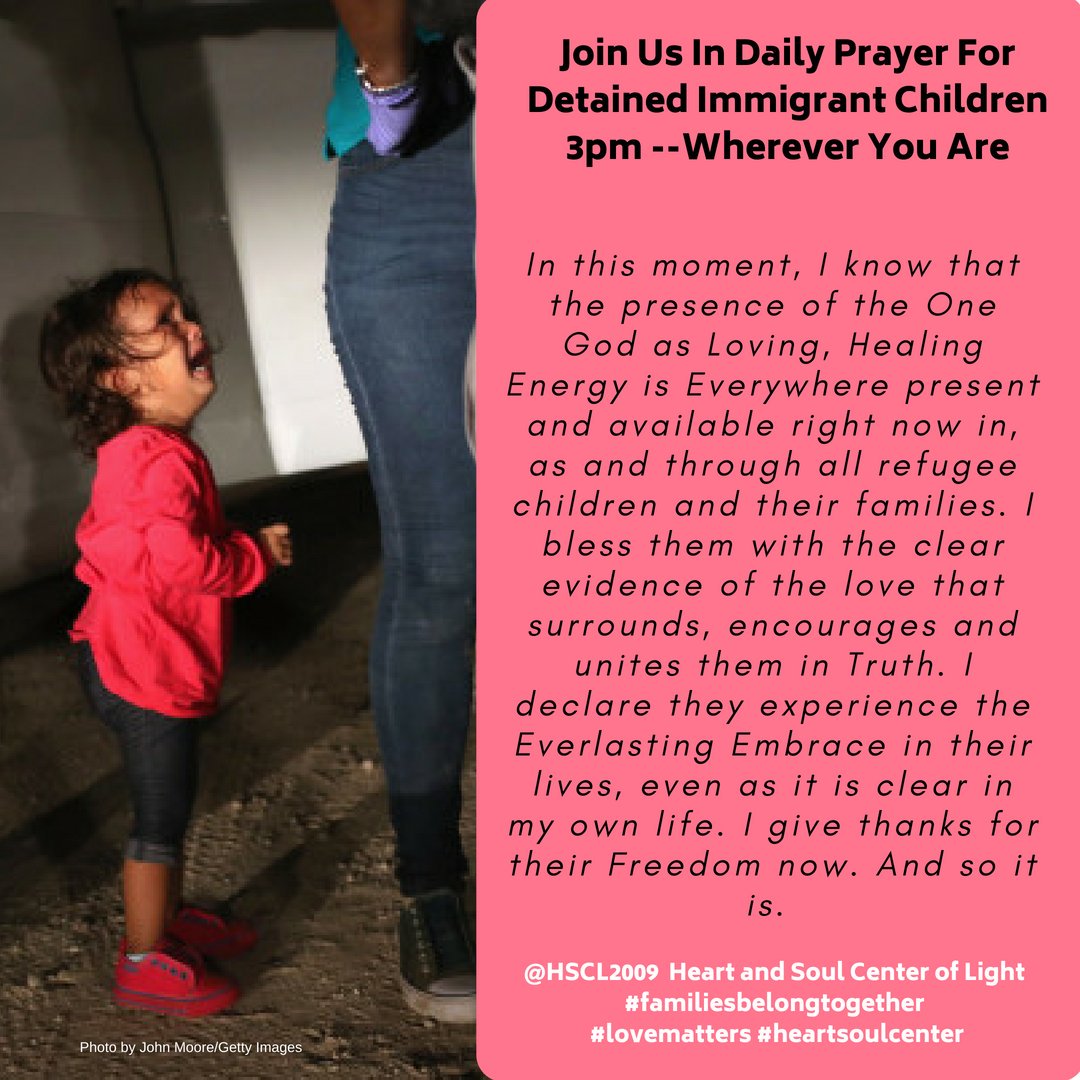 Join Us In Daily Prayer For
Detained Immigrant Children
3pm --Wherever You Are
In this moment, I know that
the presence of the One
God as Loving, Healing
Energy is Everywhere present
and available right now in,
as and through all refugee
children and their families. I
bless them with the clear
evidence of the love that
surrounds, encourages and
unites them in Truth. I
declare they experience the
Everlasting Embrace in their
lives, even as it is clear in
my own life. I give thanks for
their Freedom now. And so it
is.
@HSCL2009 Heart and Soul Center of Light
#familiesbelongtogether
#lovematters #heartsoulcenter
Photo by John Moore/Getty Images